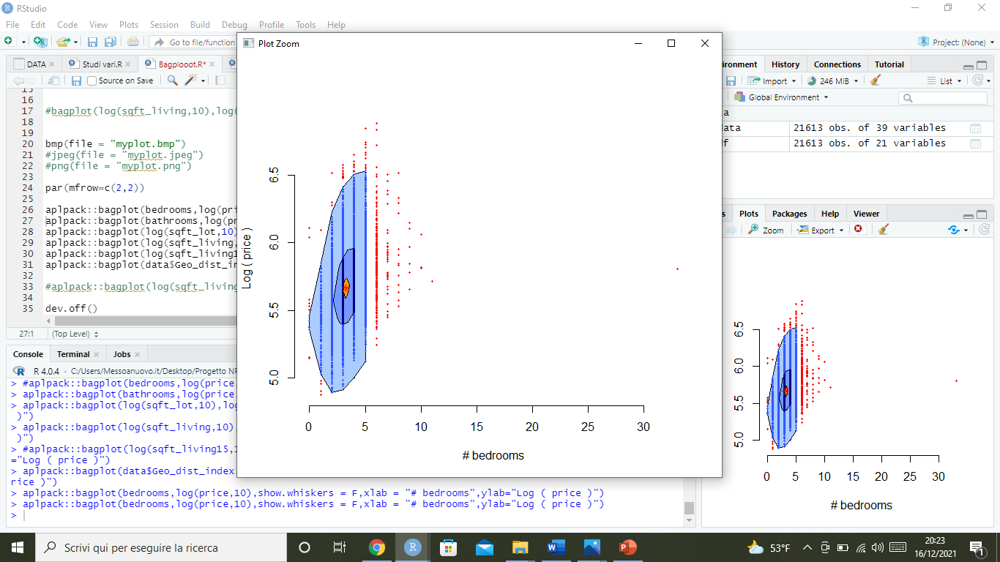 RStudio
File Edit Code View Plots Session Build Debug Profile Tools Help
Go to file/function
Project: (None)
DATA
Studi vari.R
Bagplooot.R*
Source on Save
16
17 #bagplot(log(sqft_living,10),log(
18
19
20 bmp(file = "myplot.bmp")
21 #jpeg(file = "myplot.jpeg")
22 #png(file = "myplot.png")
23
24 par(mfrow=c(2,2))
25
26 aplpack::bagplot(bedrooms,log(pri
27 aplpack::bagplot(bathrooms,log(pr
28 aplpack::bagplot(log(sqft_lot,10)
29 aplpack::bagplot(log(sqft_living,
30 aplpack::bagplot(log(sqft_living1
31 aplpack::bagplot(data$Geo_dist_in
32
33 #aplpack::bagplot(log(sqft_living
34
35 dev.off()
27:1 (Top Level)
Console Terminal Jobs
R 4.0.4 · C:/Users/Messoanuovo.it/Desktop/Progetto NF
> #aplpack::bagplot(bedrooms,log(price,
> aplpack::bagplot(bathrooms,log(price,
> aplpack::bagplot(log(sqft_lot,10),log
)")
> aplpack::bagplot(log(sqft_living,10),
)")
> #aplpack::bagplot(log(sqft_living15,1
="Log ( price )")
> aplpack::bagplot(data$Geo_dist_index
rice )")
> aplpack::bagplot(bedrooms,log(price,10),show.whiskers = F,xlab = "# bedrooms",ylab="Log ( price )")
> aplpack::bagplot(bedrooms,log(price,10),show.whiskers = F,xlab = "# bedrooms",ylab="Log ( price )")
>
Plot Zoom
Log ( price )
6.5
6.0
5.5
5.0
0 5 10 15 20 25 30
# bedrooms
ironment History Connections Tutorial
Import 246 MiB List
Global Environment
a
data 21613 obs. of 39 variables
f 21613 obs. of 21 variables
s Plots Packages Help Viewer
Zoom Export
6.5
6.0
5.5
5.0
0 5 10 15 20 25 30
# bedrooms
Scrivi qui per eseguire la ricerca
53°F
20:23
16/12/2021
1